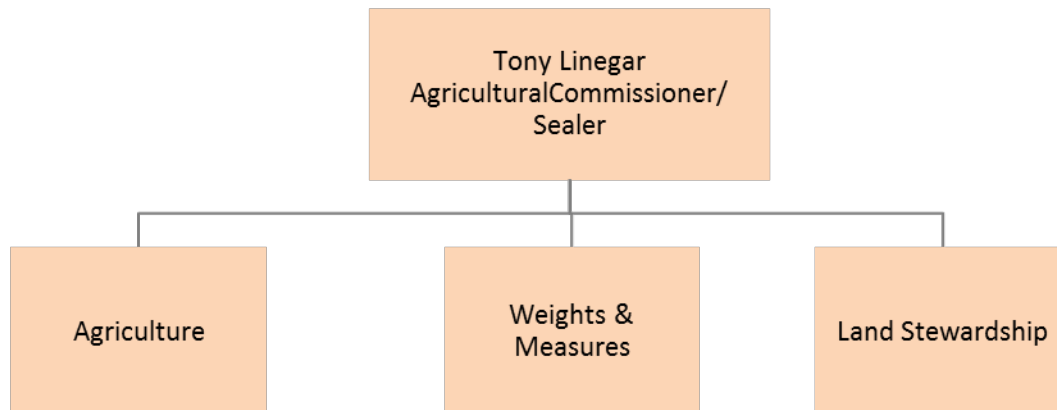 Tony Linegar
AgriculturalCommissioner/
Sealer
Agriculture
Weights &
Measures
Land Stewardship